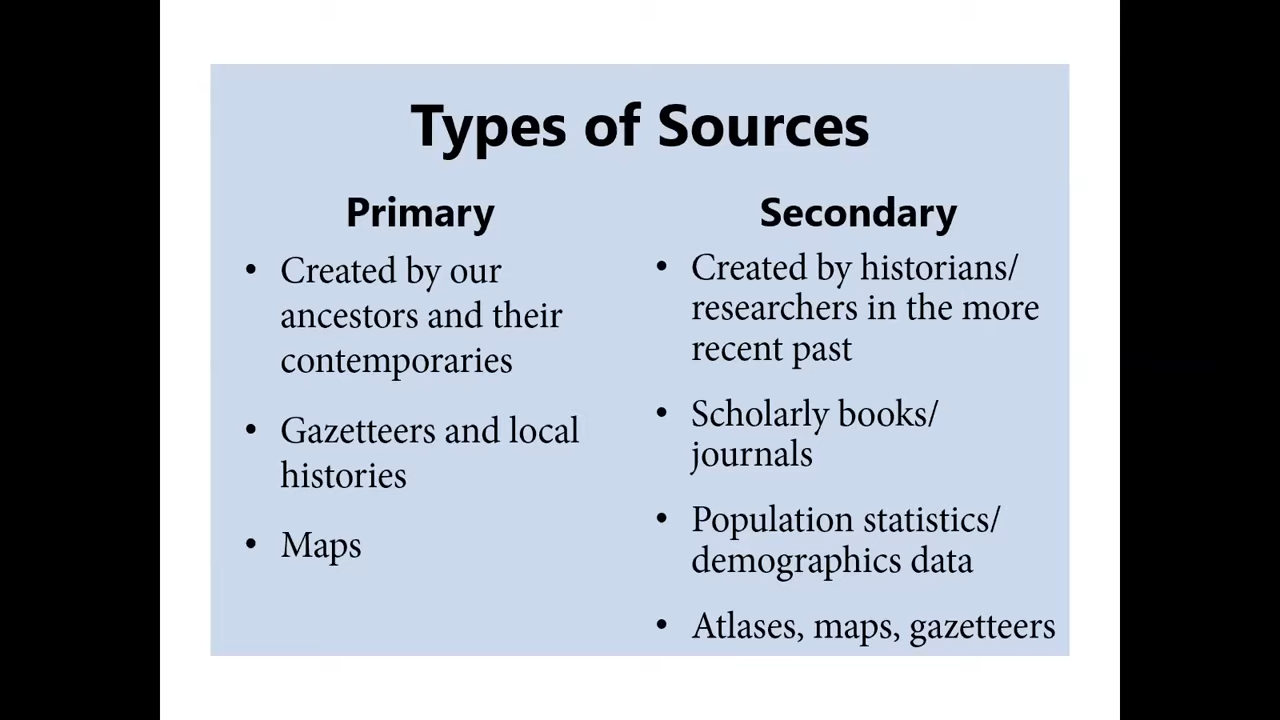 Types of Sources
Primary
• Created by our
ancestors and their
contemporaries
• Gazetteers and local
histories
• Maps
Secondary
• Created by historians/
researchers in the more
recent past
• Scholarly books/
journals
• Population statistics/
demographics data
• Atlases, maps, gazetteers